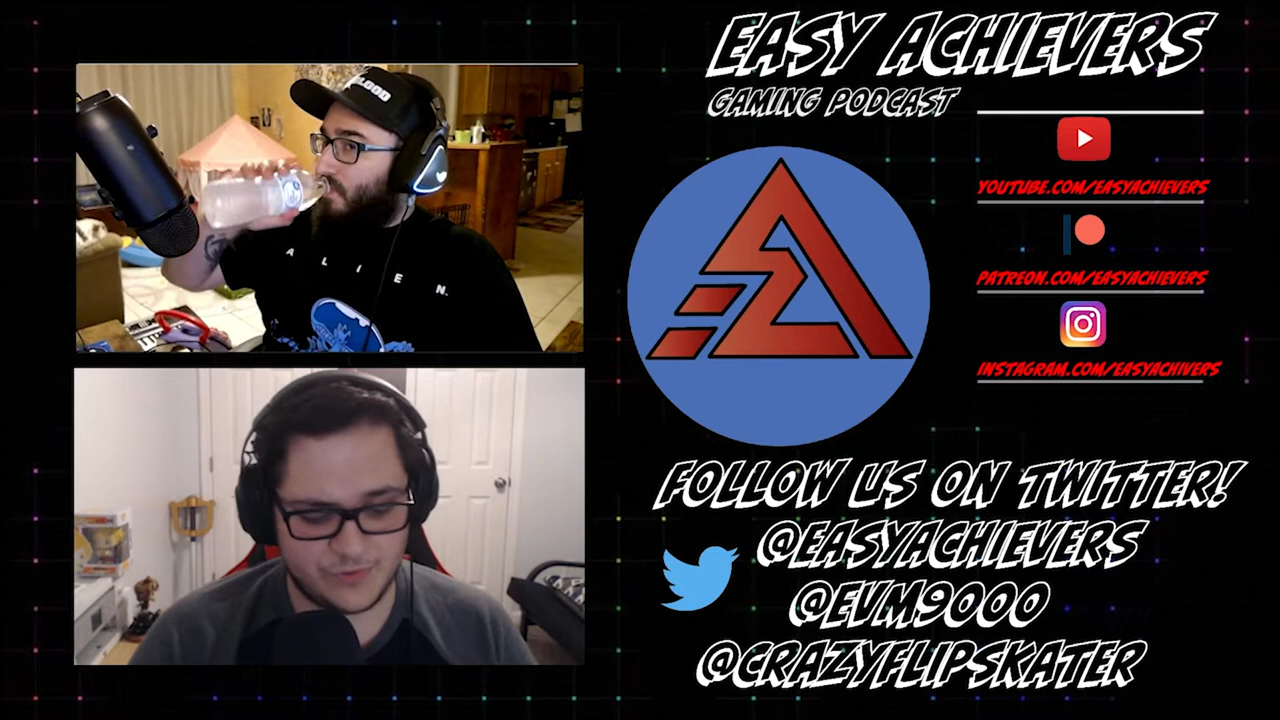 EASY ACHIEVERS
GAMING PODCAST
YOUTUBE.COM/EASYACHIEVERS
PATREON.COM/EASYACHIEVERS
INSTAGRAM.COM/EASYACHIVERS
ALIEN
FOLLOW US ON TWITTER!
@EASYACHIEVERS
@EVM9000
@CRAZYFLIPSKATER